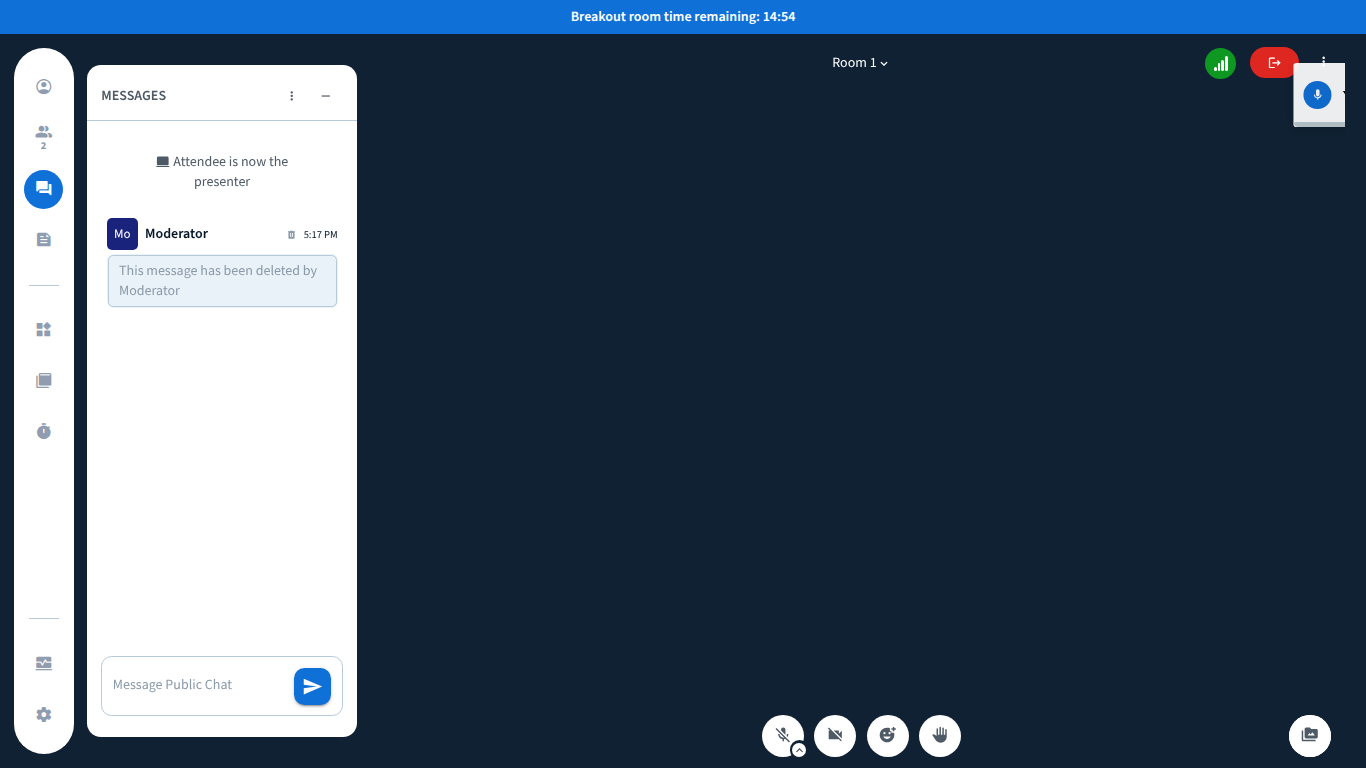 Breakout room time remaining: 14:54
Room 1
MESSAGES
2
Attendee is now the
presenter
Mo
Moderator
5:17 PM
This message has been deleted by
Moderator
Message Public Chat